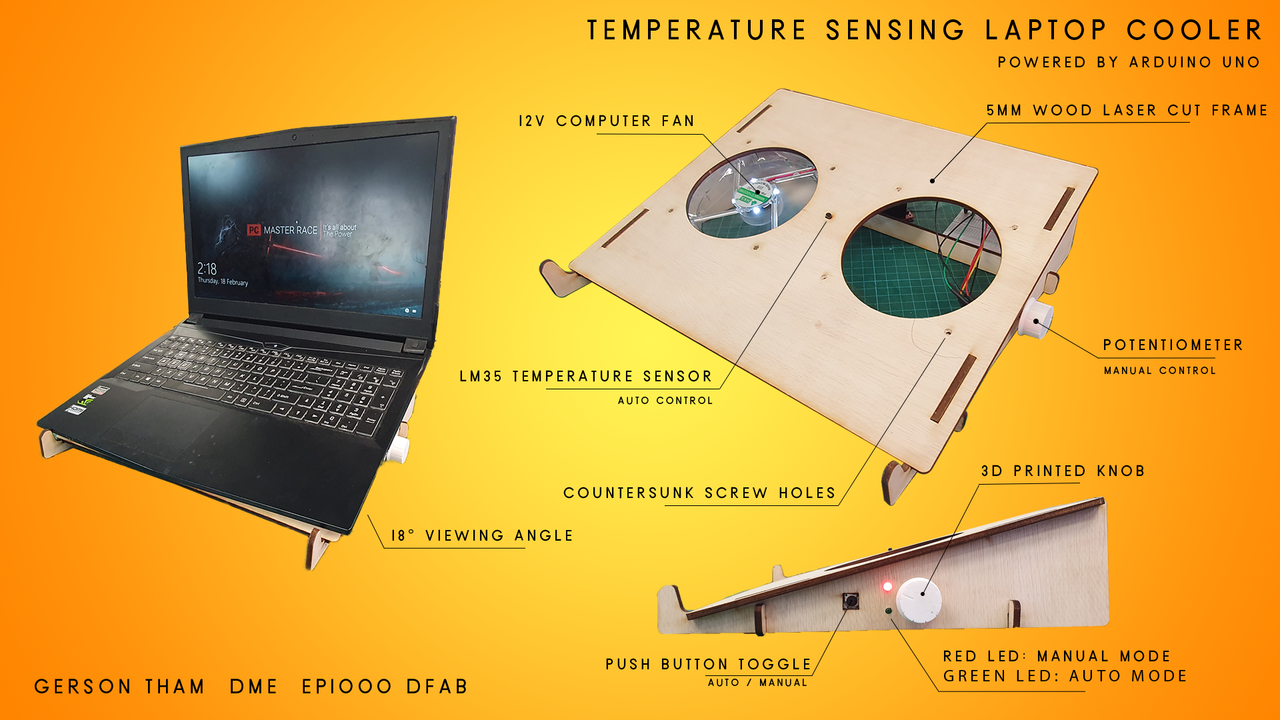 TEMPERATURE SENSING LAPTOP COOLER
POWERED BY ARDUINO UNO
12V COMPUTER FAN
5MM WOOD LASER CUT FRAME
PC MASTER RACE
It's all about
The Power
2:18
Thursday, 18 February
POTENTIOMETER
MANUAL CONTROL
LM35 TEMPERATURE SENSOR
AUTO CONTROL
3D PRINTED KNOB
COUNTERSUNK SCREW HOLES
18° VIEWING ANGLE
PUSH BUTTON TOGGLE
AUTO / MANUAL
RED LED: MANUAL MODE
GREEN LED: AUTO MODE
GERSON THAM DME EP1000 DFAB